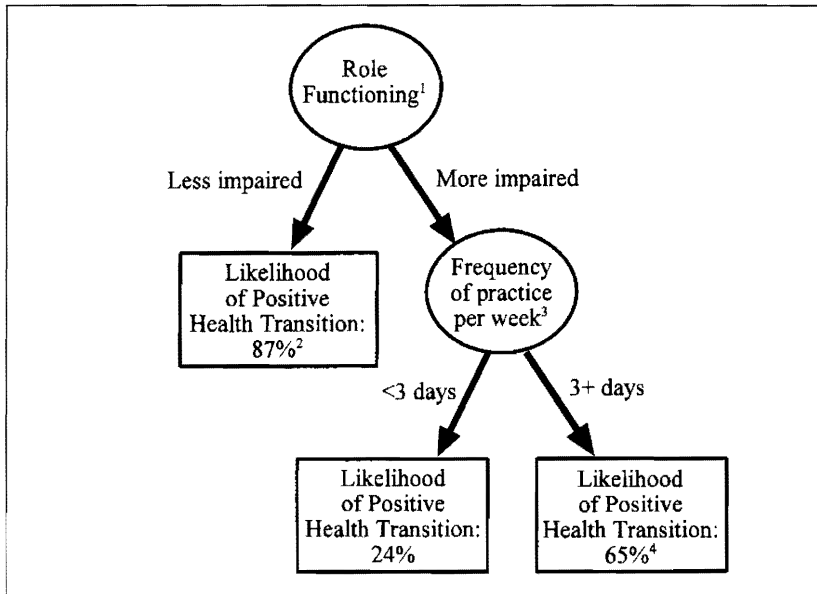 Role
Functioning¹
Less impaired
More impaired
Likelihood
of Positive
Health Transition:
87%²
Frequency
of practice
per week³
<3 days
3+ days
Likelihood
of Positive
Health Transition:
24%
Likelihood
of Positive
Health Transition:
65%⁴